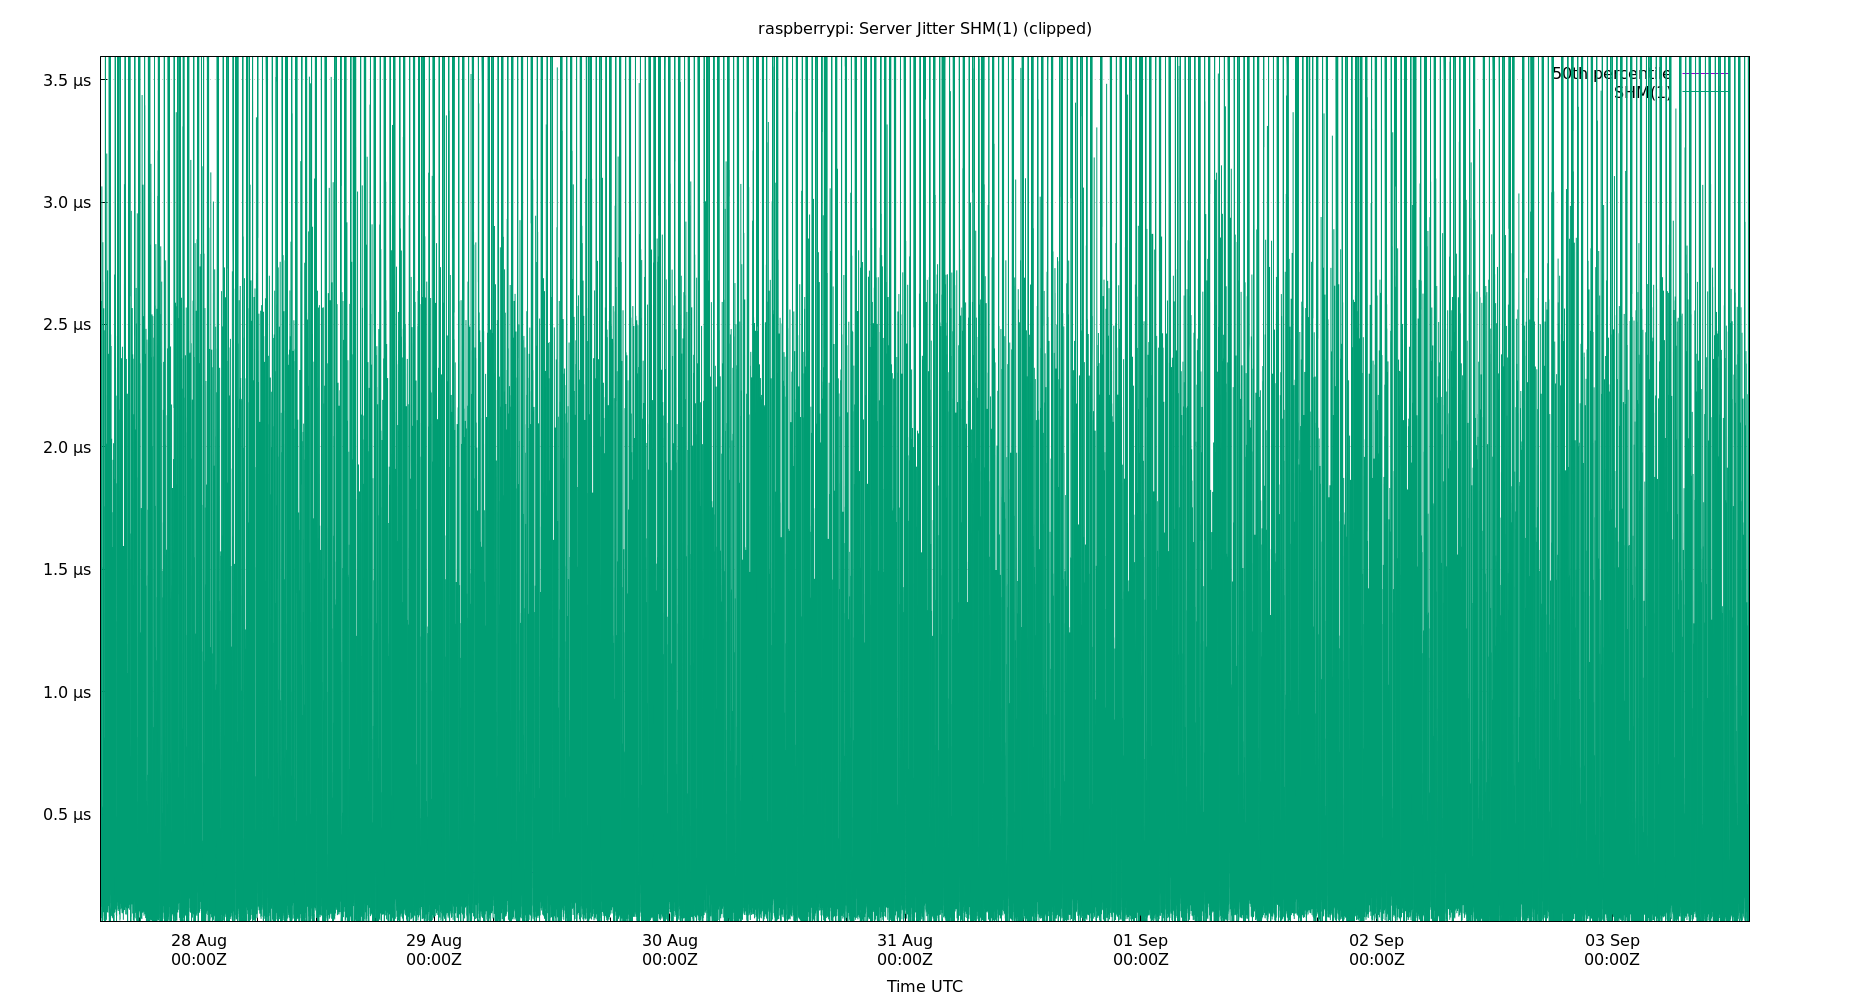 raspberrypi: Server Jitter SHM(1) (clipped)
50th percentile
SHM(1)
3.5 µs
3.0 µs
2.5 µs
2.0 µs
1.5 µs
1.0 µs
0.5 µs
28 Aug 29 Aug 30 Aug 31 Aug 01 Sep 02 Sep 03 Sep
00:00Z 00:00Z 00:00Z 00:00Z 00:00Z 00:00Z 00:00Z
Time UTC